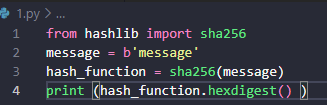 1.py > ...
1 from hashlib import sha256
2 message = b'message'
3 hash_function = sha256(message)
4 print (hash_function.hexdigest() )